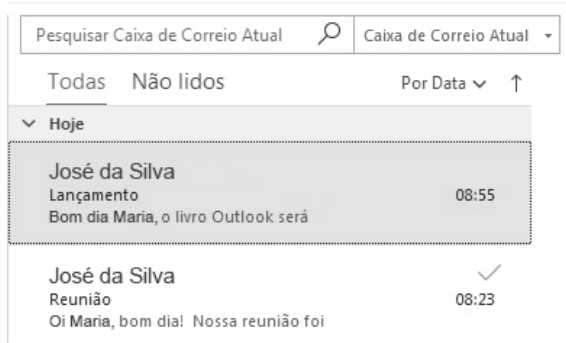 Pesquisar Caixa de Correio Atual Caixa de Correio Atual
Todas Não lidos Por Data
Hoje
José da Silva
Lançamento 08:55
Bom dia Maria, o livro Outlook será
José da Silva
Reunião 08:23
Oi Maria, bom dia! Nossa reunião foi